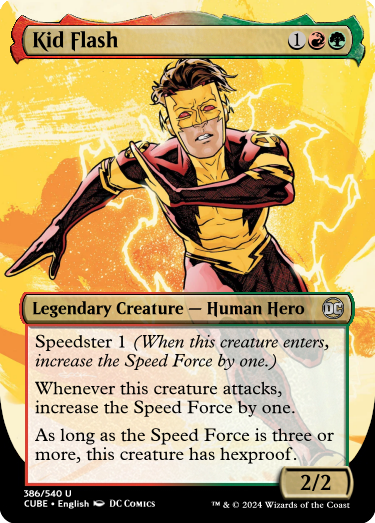 Kid Flash 1
Legendary Creature — Human Hero DC
Speedster 1 (When this creature enters,
increase the Speed Force by one.)
Whenever this creature attacks,
increase the Speed Force by one.
As long as the Speed Force is three or
more, this creature has hexproof.
2/2
386/540 U
CUBE • English DC COMICS
™ & © 2024 Wizards of the Coast